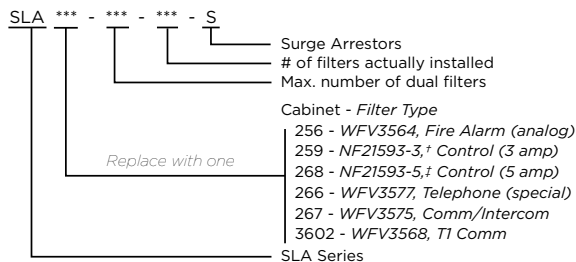 SLA *** - *** - *** - S
Surge Arrestors
# of filters actually installed
Max. number of dual filters
Cabinet - Filter Type
256 - WFV3564, Fire Alarm (analog)
259 - NF21593-3,† Control (3 amp)
Replace with one
268 - NF21593-5,‡ Control (5 amp)
266 - WFV3577, Telephone (special)
267 - WFV3575, Comm/Intercom
3602 - WFV3568, T1 Comm
SLA Series